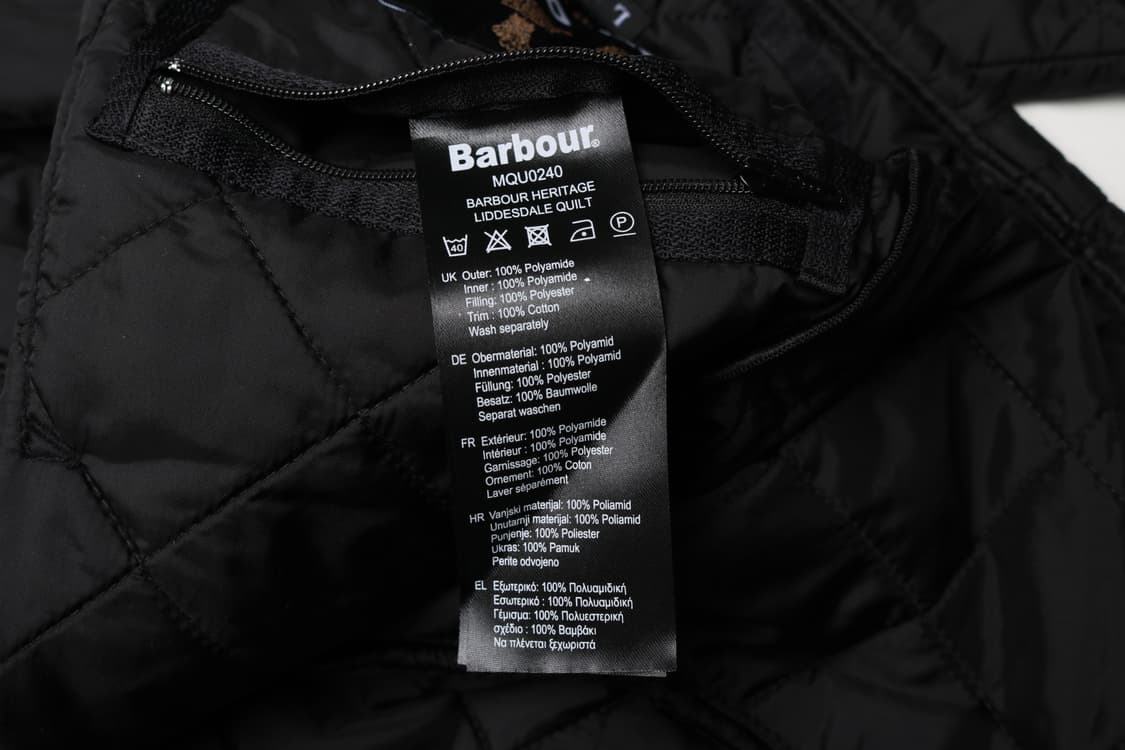 Barbour®
MQU0240
BARBOUR HERITAGE
LIDDESDALE QUILT
40 P
UK Outer: 100% Polyamide
Inner : 100% Polyamide
Filling: 100% Polyester
Trim : 100% Cotton
Wash separately
DE Obermaterial: 100% Polyamid
Innenmaterial : 100% Polyamid
Füllung: 100% Polyester
Besatz: 100% Baumwolle
Separat waschen
FR Extérieur: 100% Polyamide
Intérieur : 100% Polyamide
Garnissage: 100% Polyester
Ornement: 100% Coton
Laver séparément
HR Vanjski materijal: 100% Poliamid
Unutarnji materijal: 100% Poliamid
Punjenje: 100% Poliester
Ukras: 100% Pamuk
Perite odvojeno
EL Εξωτερικό: 100% Πολυαμιδική
Εσωτερικό : 100% Πολυαμιδική
Γέμισμα: 100% Πολυεστερική
σχέδιο : 100% Βαμβάκι
Να πλένεται ξεχωριστά